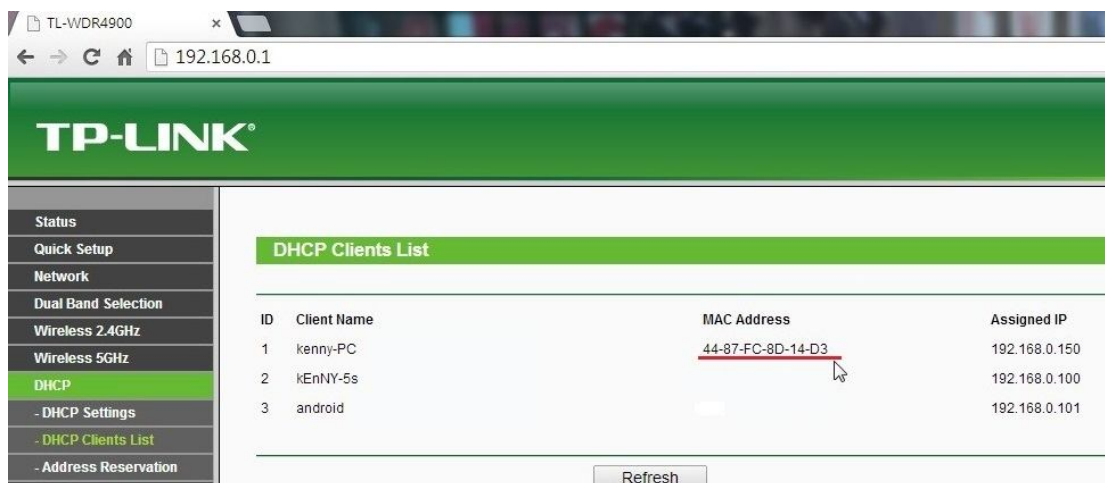 TL-WDR4900
192.168.0.1
TP-LINK®
Status
Quick Setup
Network
Dual Band Selection
Wireless 2.4GHz
Wireless 5GHz
DHCP
- DHCP Settings
- DHCP Clients List
- Address Reservation
DHCP Clients List
ID Client Name MAC Address Assigned IP
1 kenny-PC 44-87-FC-8D-14-D3 192.168.0.150
2 kEnNY-5s 192.168.0.100
3 android 192.168.0.101
Refresh